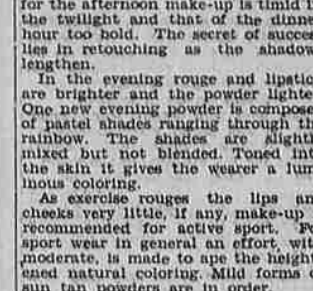 for the afternoon make-up is timid i
the twilight and that of the dinne
hour too bold. The secret of succes
lies in retouching as the shadow
lengthen.
In the evening rouge and lipstic
are brighter and the powder lighte
One new evening powder is compose
of pastel shades ranging through th
rainbow. The shades are slightl
mixed but not blended. Toned int
the skin it gives the wearer a lum
inous coloring.
As exercise rouges the lips an
cheeks very little, if any, make-up
recommended for active sport. Fo
sport wear in general an effort, wit
moderate, is made to ape the height
ened natural coloring. Mild forms o
sun tan powders are in order.